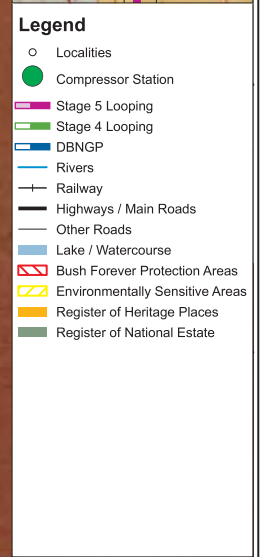 Legend
Localities
Compressor Station
Stage 5 Looping
Stage 4 Looping
DBNGP
Rivers
Railway
Highways / Main Roads
Other Roads
Lake / Watercourse
Bush Forever Protection Areas
Environmentally Sensitive Areas
Register of Heritage Places
Register of National Estate